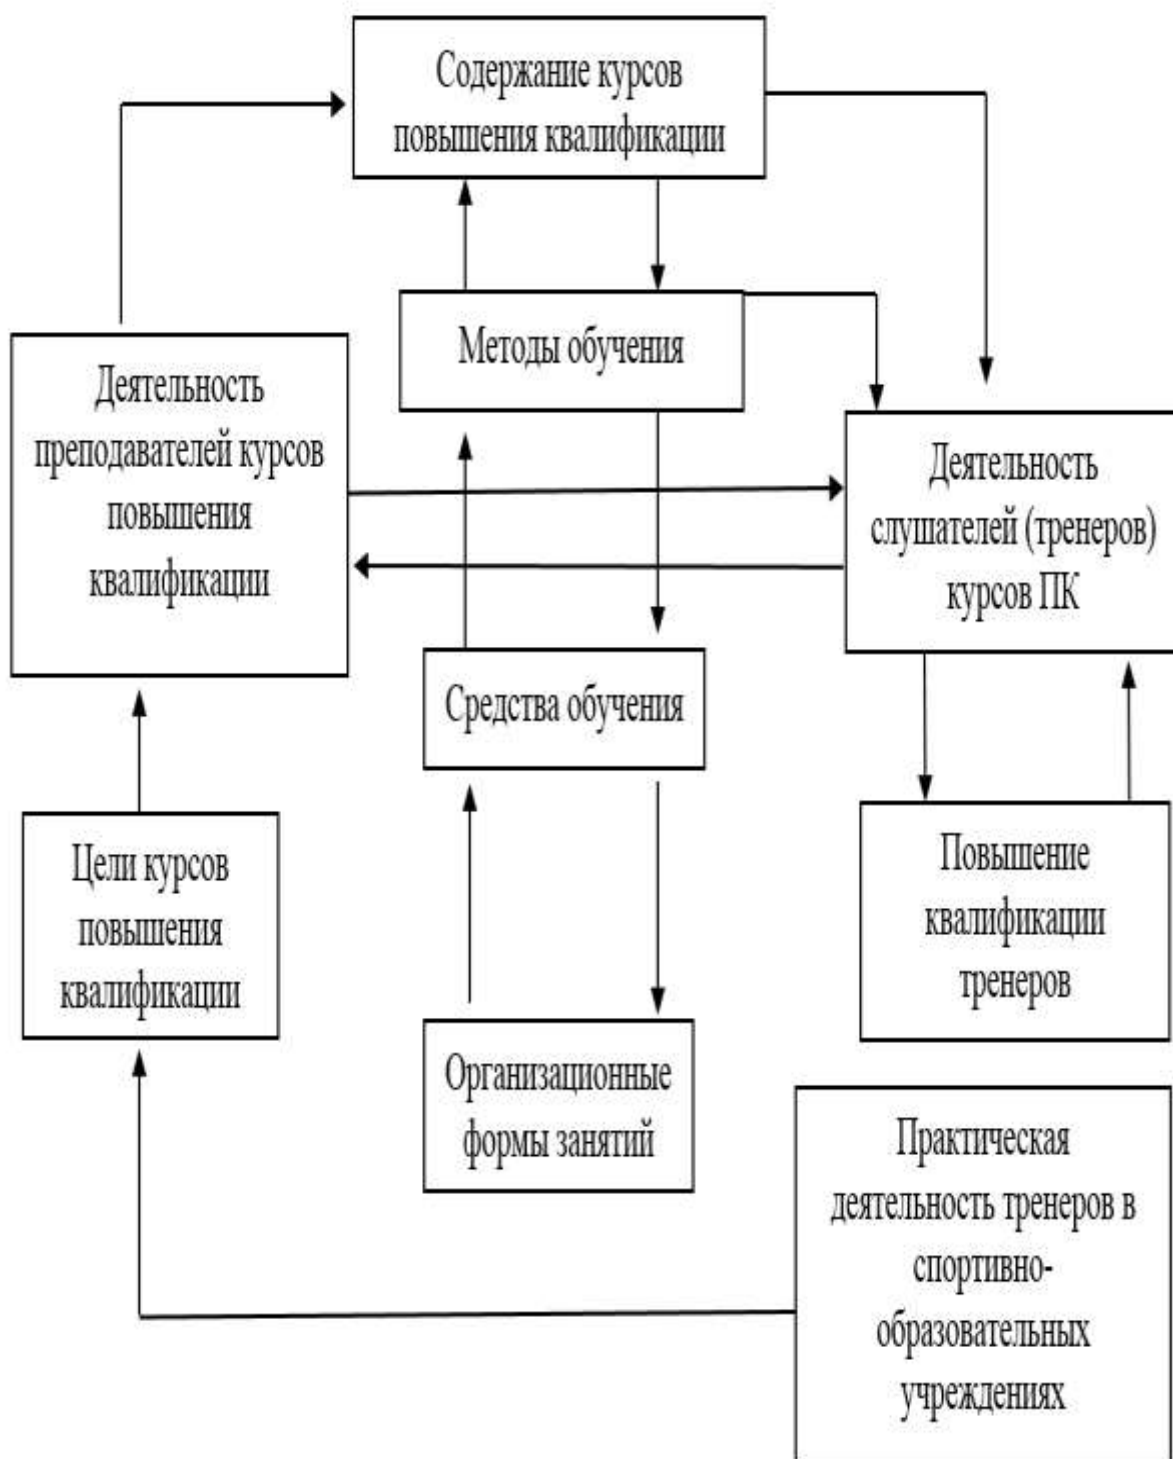 Содержание курсов
повышения квалификации
Методы обучения
Деятельность
преподавателей курсов
повышения
квалификации
Деятельность
слушателей (тренеров)
курсов ПК
Средства обучения
Цели курсов
повышения
квалификации
Повышение
квалификации
тренеров
Организационные
формы занятий
Практическая
деятельность тренеров в
спортивно-
образовательных
учреждениях